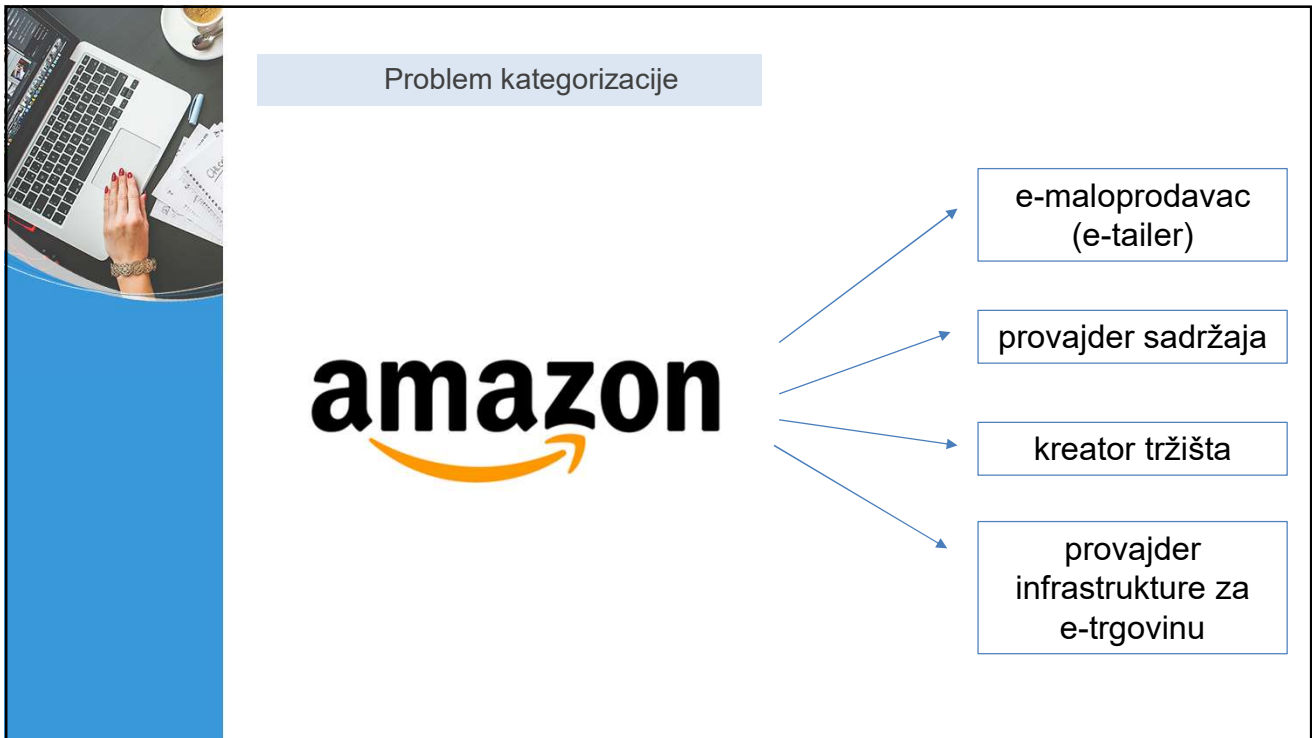 Problem kategorizacije
e-maloprodavac
(e-tailer)
provajder sadržaja
amazon
kreator tržišta
provajder
infrastrukture za
e-trgovinu